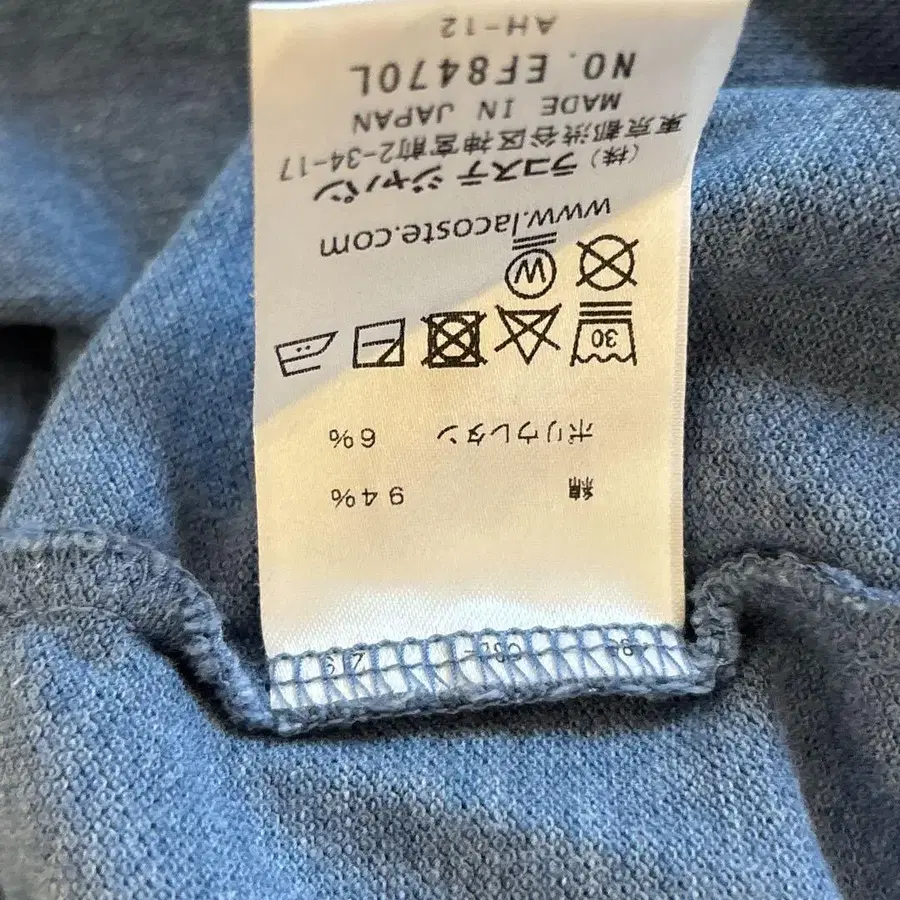 綿 94%
ポリウレタン 6%
30
W
www.lacoste.com
(株)ラコステ ジャパン
東京都渋谷区神宮前2-34-17
MADE IN JAPAN
NO. EF8470L
AH-12